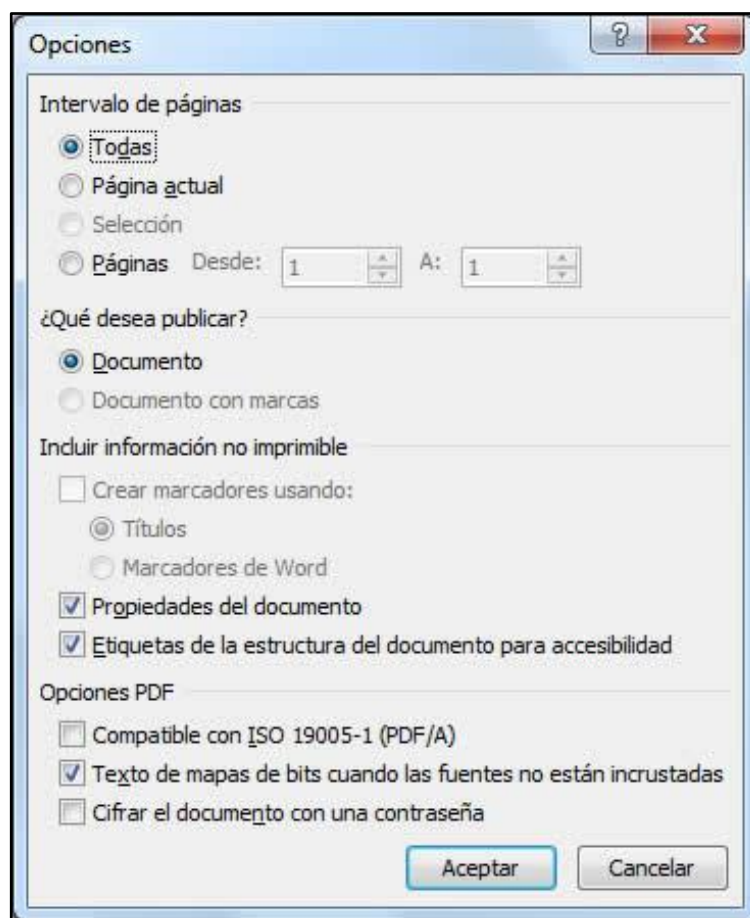 Opciones
Intervalo de páginas
Todas
Página actual
Selección
Páginas Desde: 1 A: 1
¿Qué desea publicar?
Documento
Documento con marcas
Incluir información no imprimible
Crear marcadores usando:
Títulos
Marcadores de Word
Propiedades del documento
Etiquetas de la estructura del documento para accesibilidad
Opciones PDF
Compatible con ISO 19005-1 (PDF/A)
Texto de mapas de bits cuando las fuentes no están incrustadas
Cifrar el documento con una contraseña
Aceptar Cancelar